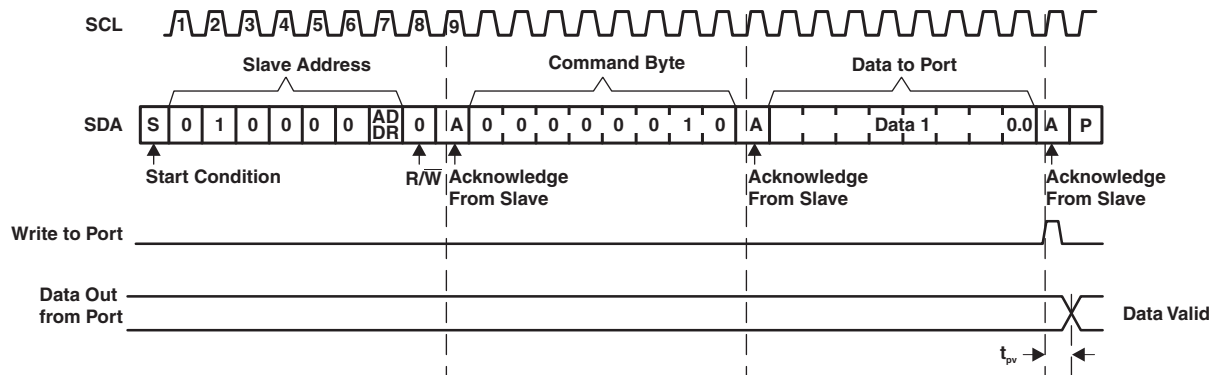 SCL 1 2 3 4 5 6 7 8 9
Slave Address Command Byte Data to Port
SDA S 0 1 0 0 0 0 AD DR 0 A 0 0 0 0 0 0 1 0 A Data 1 0.0 A P
Start Condition R/W̅ Acknowledge From Slave Acknowledge From Slave Acknowledge From Slave
Write to Port
Data Out from Port Data Valid
tpv